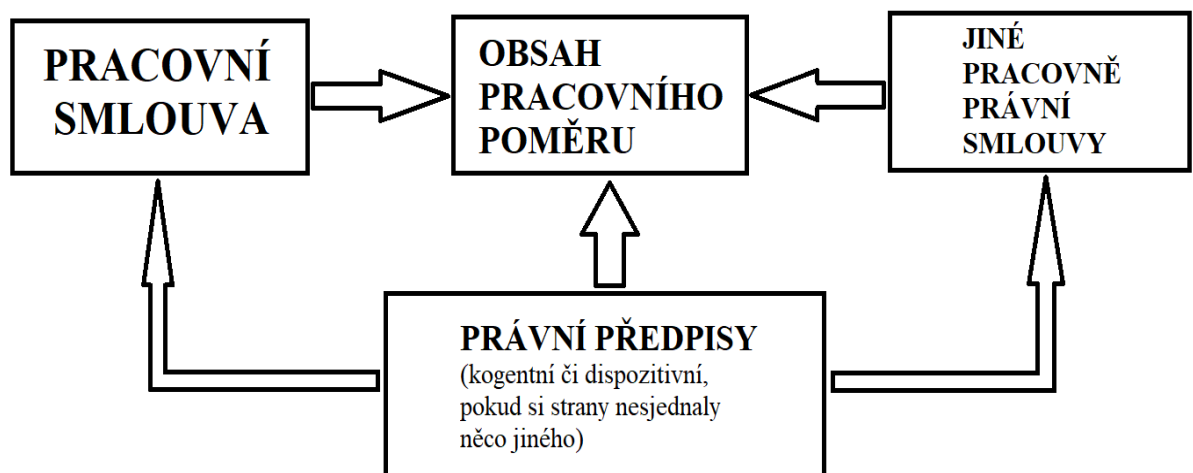 PRACOVNÍ
SMLOUVA
OBSAH
PRACOVNÍHO
POMĚRU
JINÉ
PRACOVNĚ
PRÁVNÍ
SMLOUVY
PRÁVNÍ PŘEDPISY
(kogentní či dispozitivní,
pokud si strany nesjednaly
něco jiného)